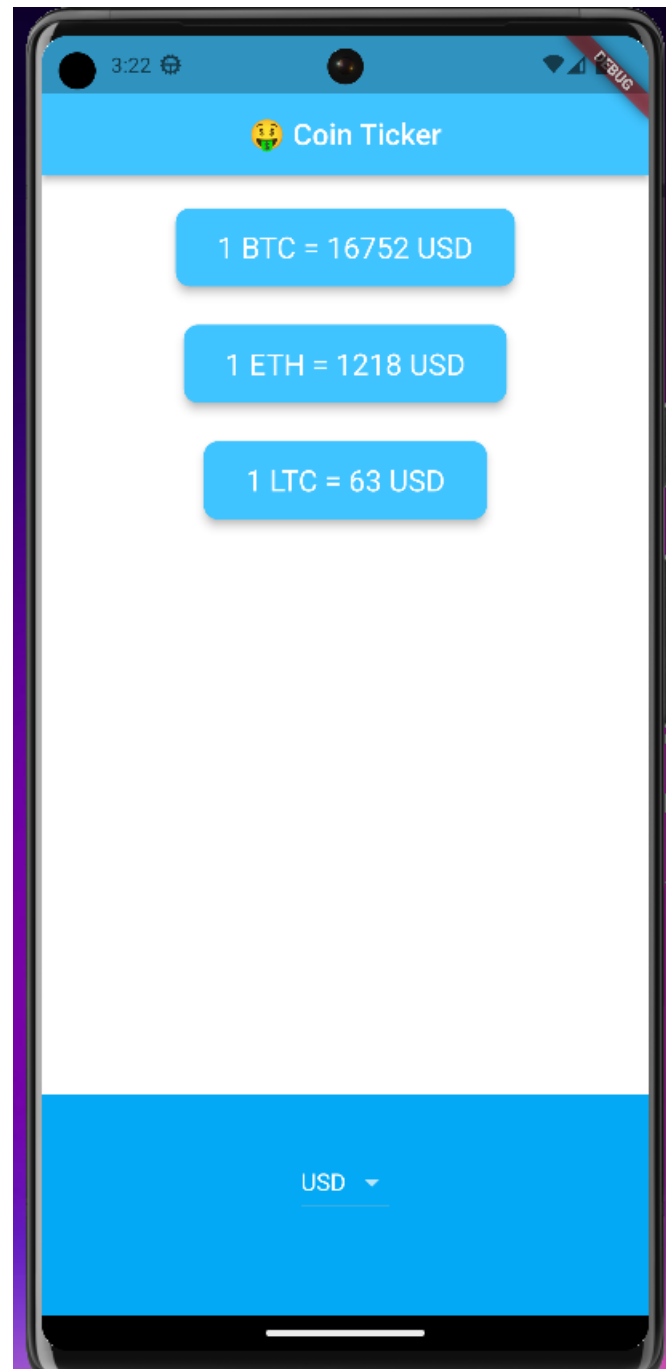 3:22
DEBUG
🤑 Coin Ticker
1 BTC = 16752 USD
1 ETH = 1218 USD
1 LTC = 63 USD
USD